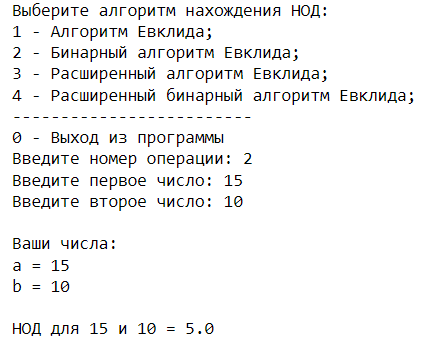 Выберите алгоритм нахождения НОД:
1 - Алгоритм Евклида;
2 - Бинарный алгоритм Евклида;
3 - Расширенный алгоритм Евклида;
4 - Расширенный бинарный алгоритм Евклида;
-------------------------
0 - Выход из программы
Введите номер операции: 2
Введите первое число: 15
Введите второе число: 10
Ваши числа:
a = 15
b = 10
НОД для 15 и 10 = 5.0